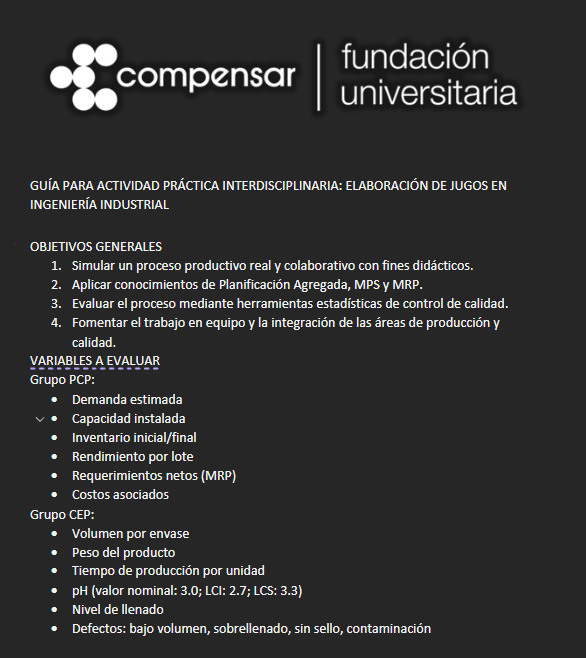 compensar
fundación
universitaria
GUÍA PARA ACTIVIDAD PRÁCTICA INTERDISCIPLINARIA: ELABORACIÓN DE JUGOS EN
INGENIERÍA INDUSTRIAL
OBJETIVOS GENERALES
1. Simular un proceso productivo real y colaborativo con fines didácticos.
2. Aplicar conocimientos de Planificación Agregada, MPS y MRP.
3. Evaluar el proceso mediante herramientas estadísticas de control de calidad.
4. Fomentar el trabajo en equipo y la integración de las áreas de producción y
calidad.
VARIABLES A EVALUAR
Grupo PCP:
• Demanda estimada
• Capacidad instalada
• Inventario inicial/final
• Rendimiento por lote
• Requerimientos netos (MRP)
• Costos asociados
Grupo CEP:
• Volumen por envase
• Peso del producto
• Tiempo de producción por unidad
• pH (valor nominal: 3.0; LCI: 2.7; LCS: 3.3)
• Nivel de llenado
• Defectos: bajo volumen, sobrellenado, sin sello, contaminación